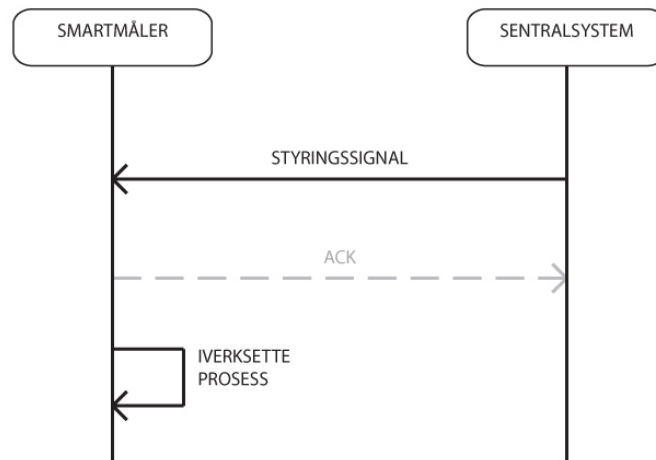 SMARTMÅLER
SENTRALSYSTEM
STYRINGSSIGNAL
ACK
IVERKSETTE
PROSESS